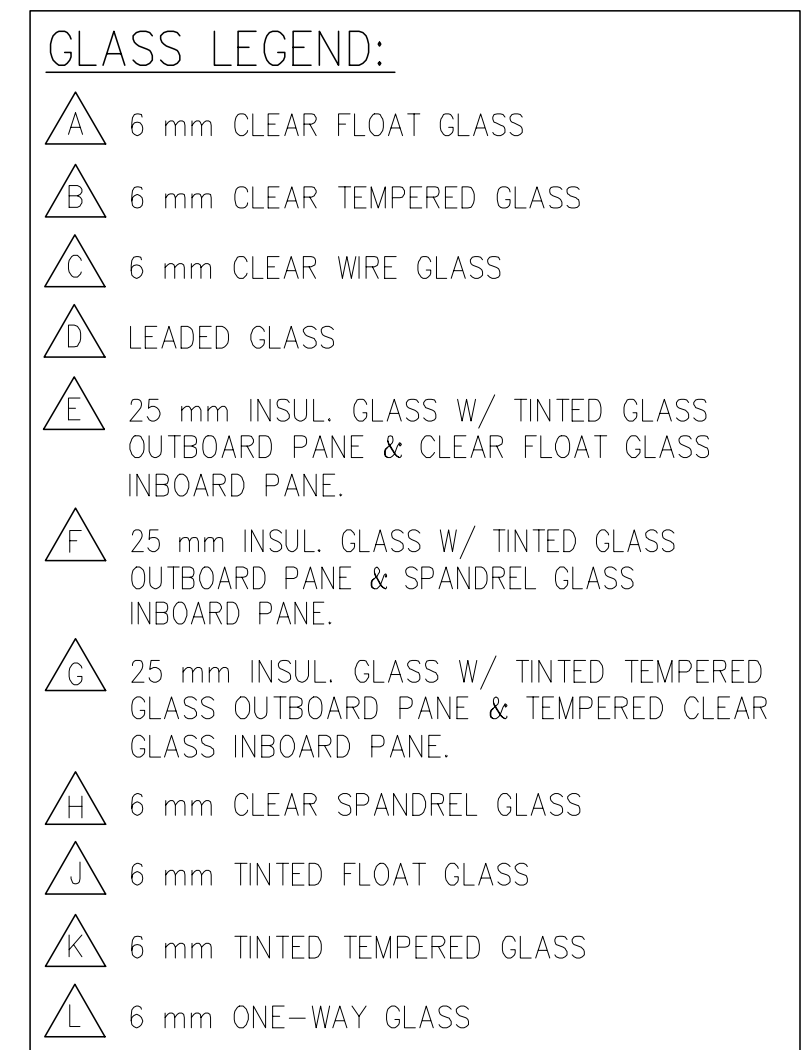 GLASS LEGEND:
A 6 mm CLEAR FLOAT GLASS
B 6 mm CLEAR TEMPERED GLASS
C 6 mm CLEAR WIRE GLASS
D LEADED GLASS
E 25 mm INSUL. GLASS W/ TINTED GLASS
OUTBOARD PANE & CLEAR FLOAT GLASS
INBOARD PANE.
F 25 mm INSUL. GLASS W/ TINTED GLASS
OUTBOARD PANE & SPANDREL GLASS
INBOARD PANE.
G 25 mm INSUL. GLASS W/ TINTED TEMPERED
GLASS OUTBOARD PANE & TEMPERED CLEAR
GLASS INBOARD PANE.
H 6 mm CLEAR SPANDREL GLASS
J 6 mm TINTED FLOAT GLASS
K 6 mm TINTED TEMPERED GLASS
L 6 mm ONE-WAY GLASS